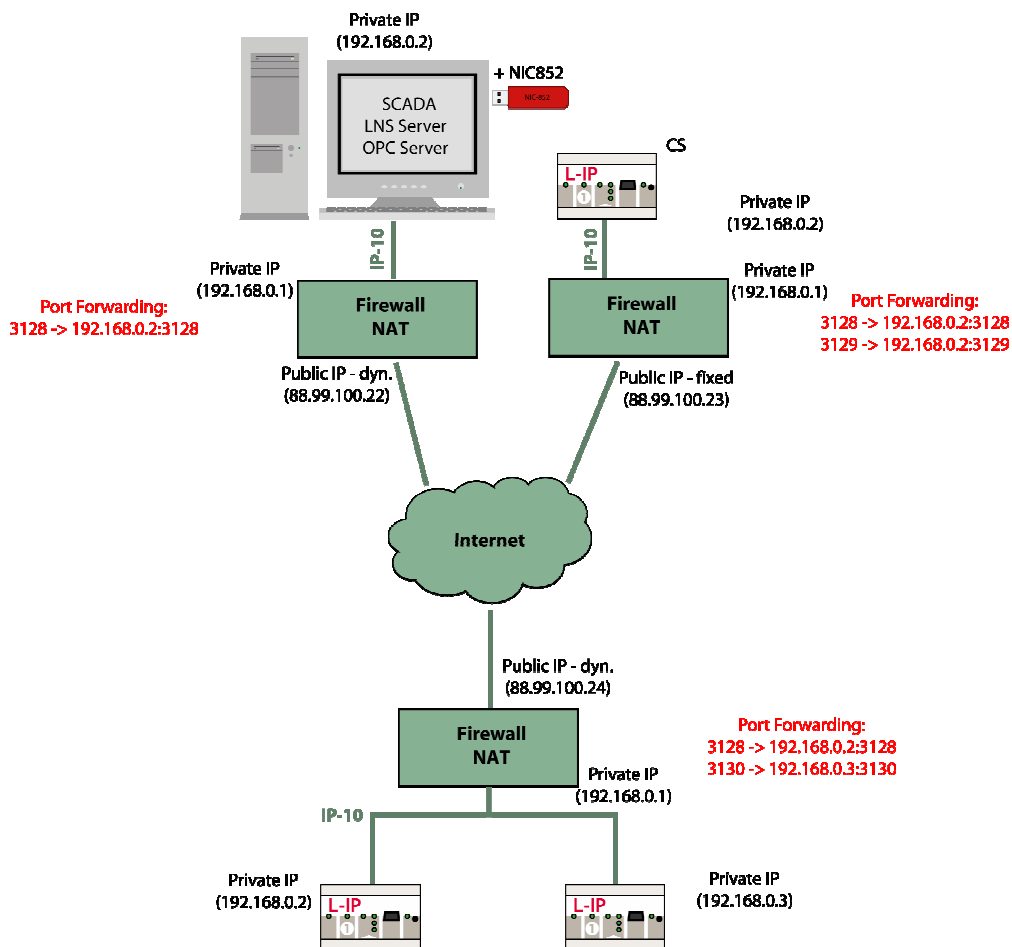 Private IP
(192.168.0.2)
+ NIC852
NIC-852
SCADA
LNS Server
OPC Server
CS
L-IP
1
Private IP
(192.168.0.2)
IP-10
IP-10
Private IP
(192.168.0.1)
Private IP
(192.168.0.1)
Port Forwarding:
3128 -> 192.168.0.2:3128
Firewall
NAT
Firewall
NAT
Port Forwarding:
3128 -> 192.168.0.2:3128
3129 -> 192.168.0.2:3129
Public IP - dyn.
(88.99.100.22)
Public IP - fixed
(88.99.100.23)
Internet
Public IP - dyn.
(88.99.100.24)
Firewall
NAT
Port Forwarding:
3128 -> 192.168.0.2:3128
3130 -> 192.168.0.3:3130
Private IP
(192.168.0.1)
IP-10
Private IP
(192.168.0.2)
L-IP
1
L-IP
1
Private IP
(192.168.0.3)